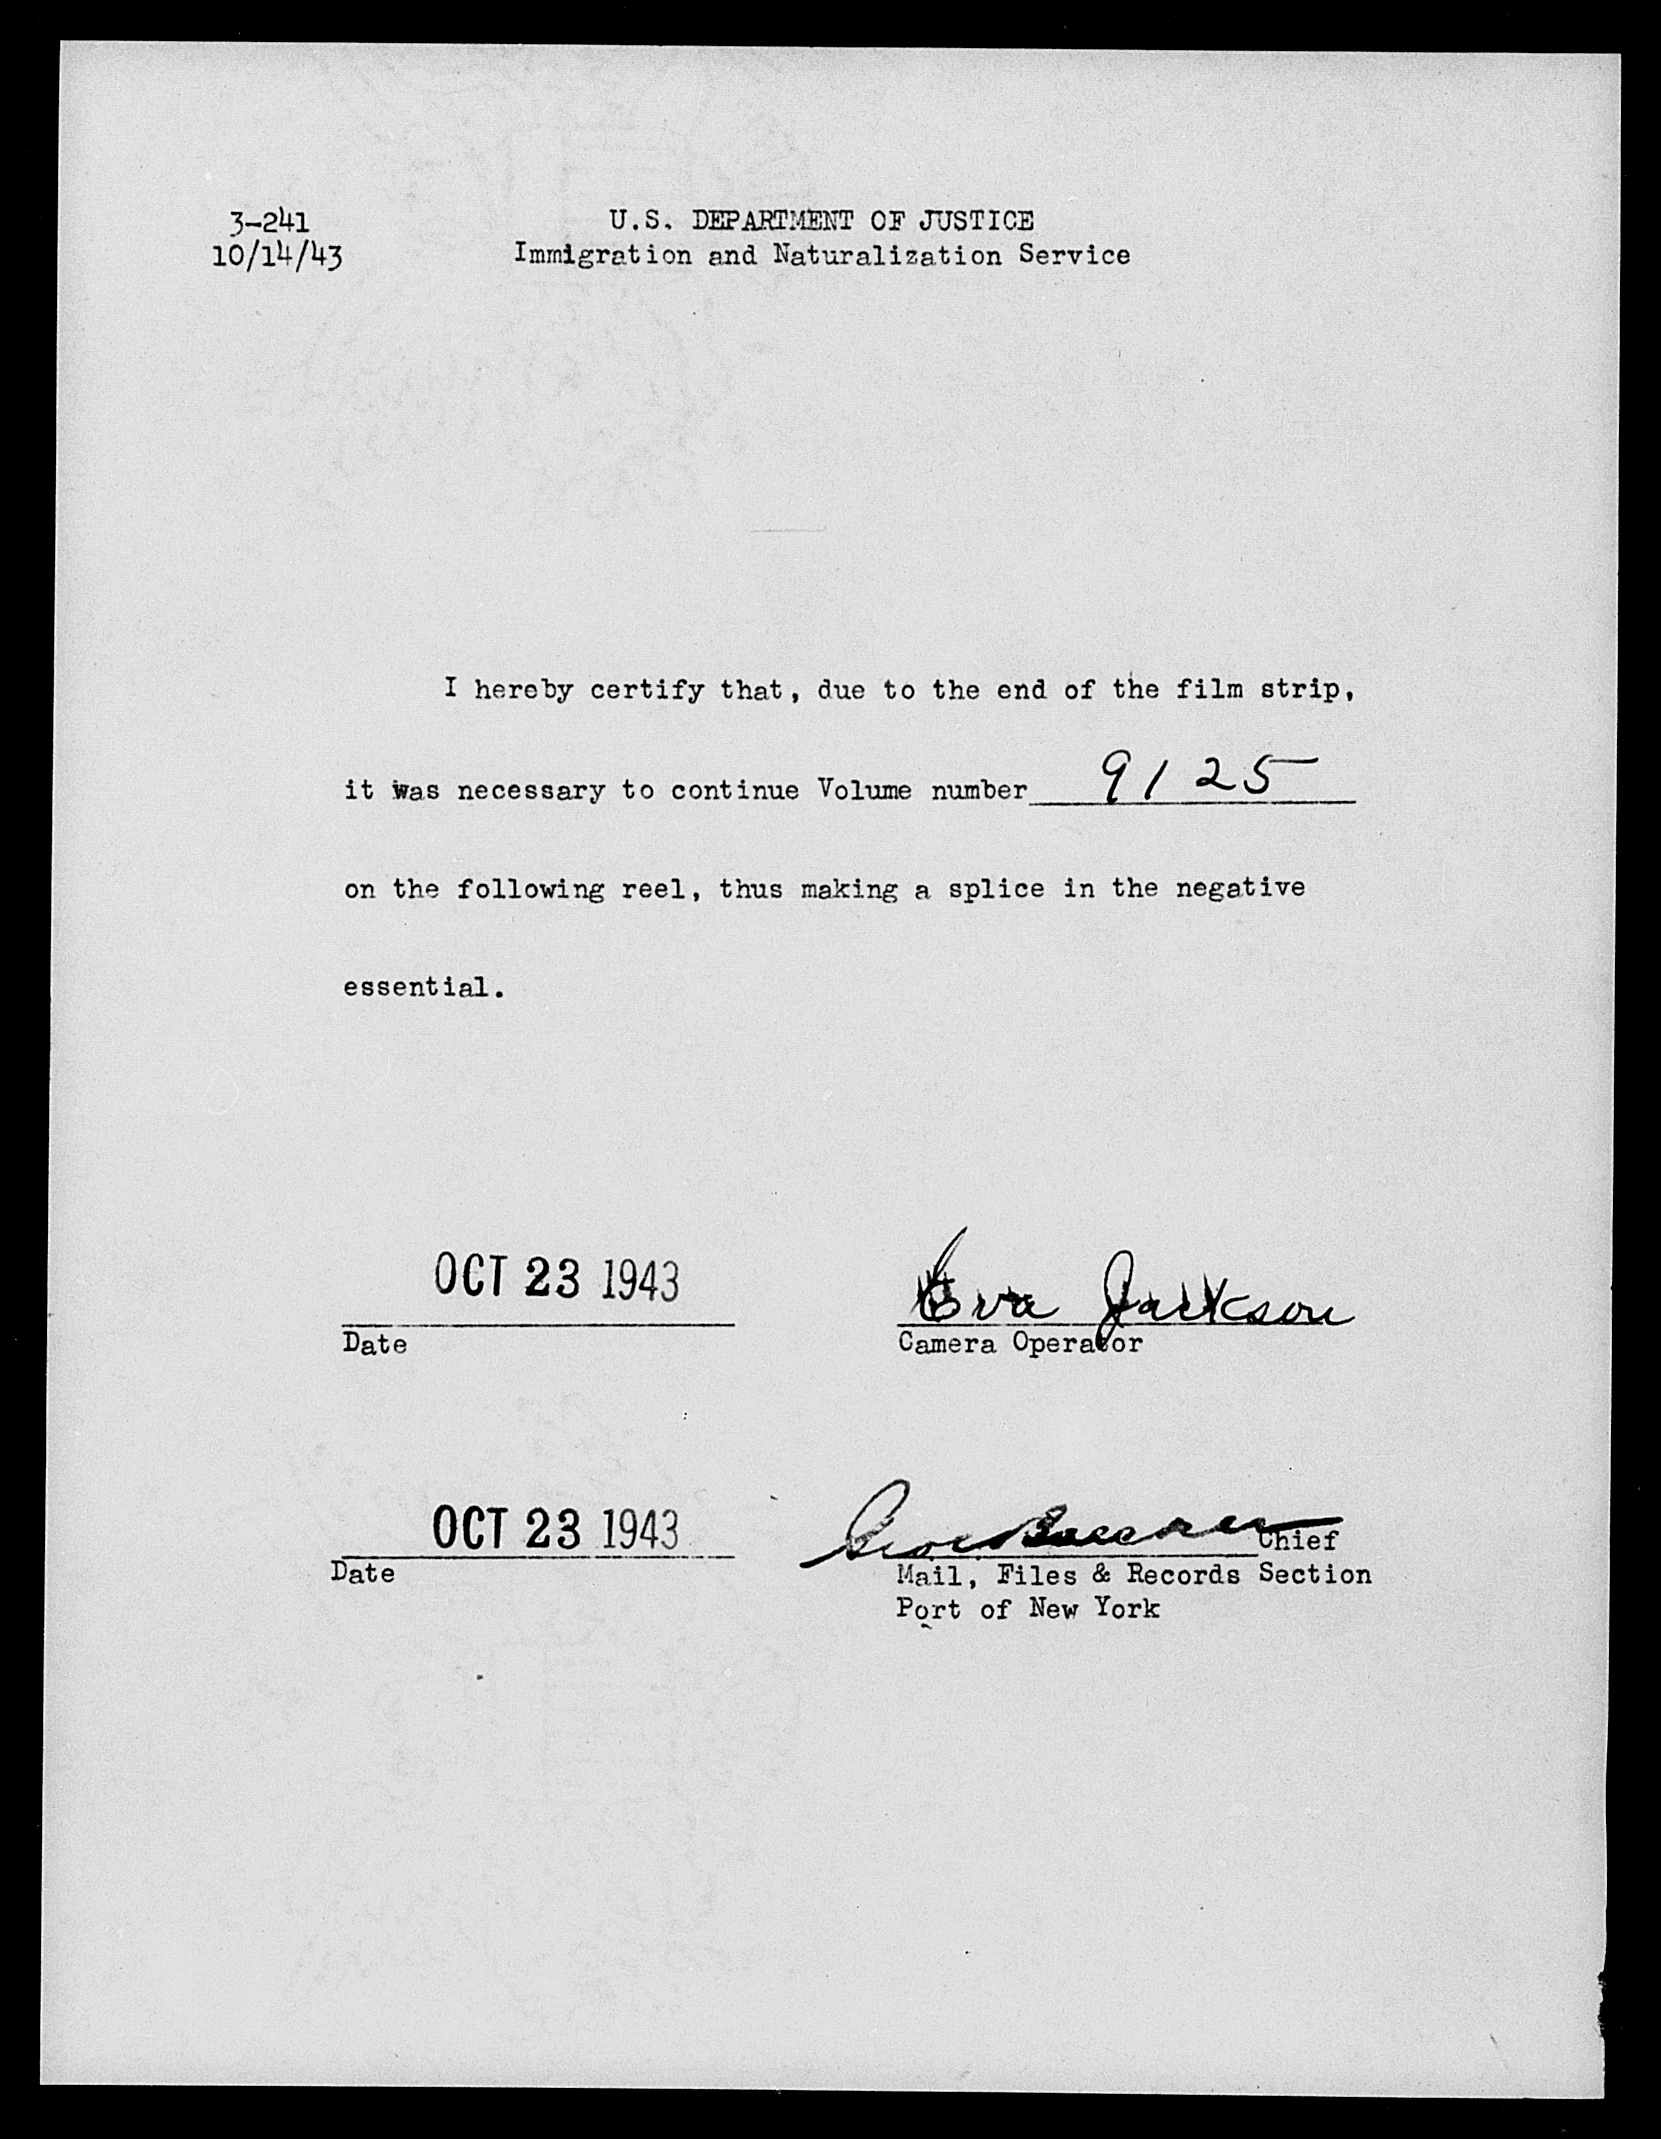 3-241
10/14/43
U.S. DEPARTMENT OF JUSTICE
Immigration and Naturalization Service
I hereby certify that, due to the end of the film strip,
it was necessary to continue Volume number 9125
on the following reel, thus making a splice in the negative
essential.
OCT 23 1943
Date
Eva Jackson
Camera Operator
OCT 23 1943
Date
Chief
Mail, Files & Records Section
Port of New York